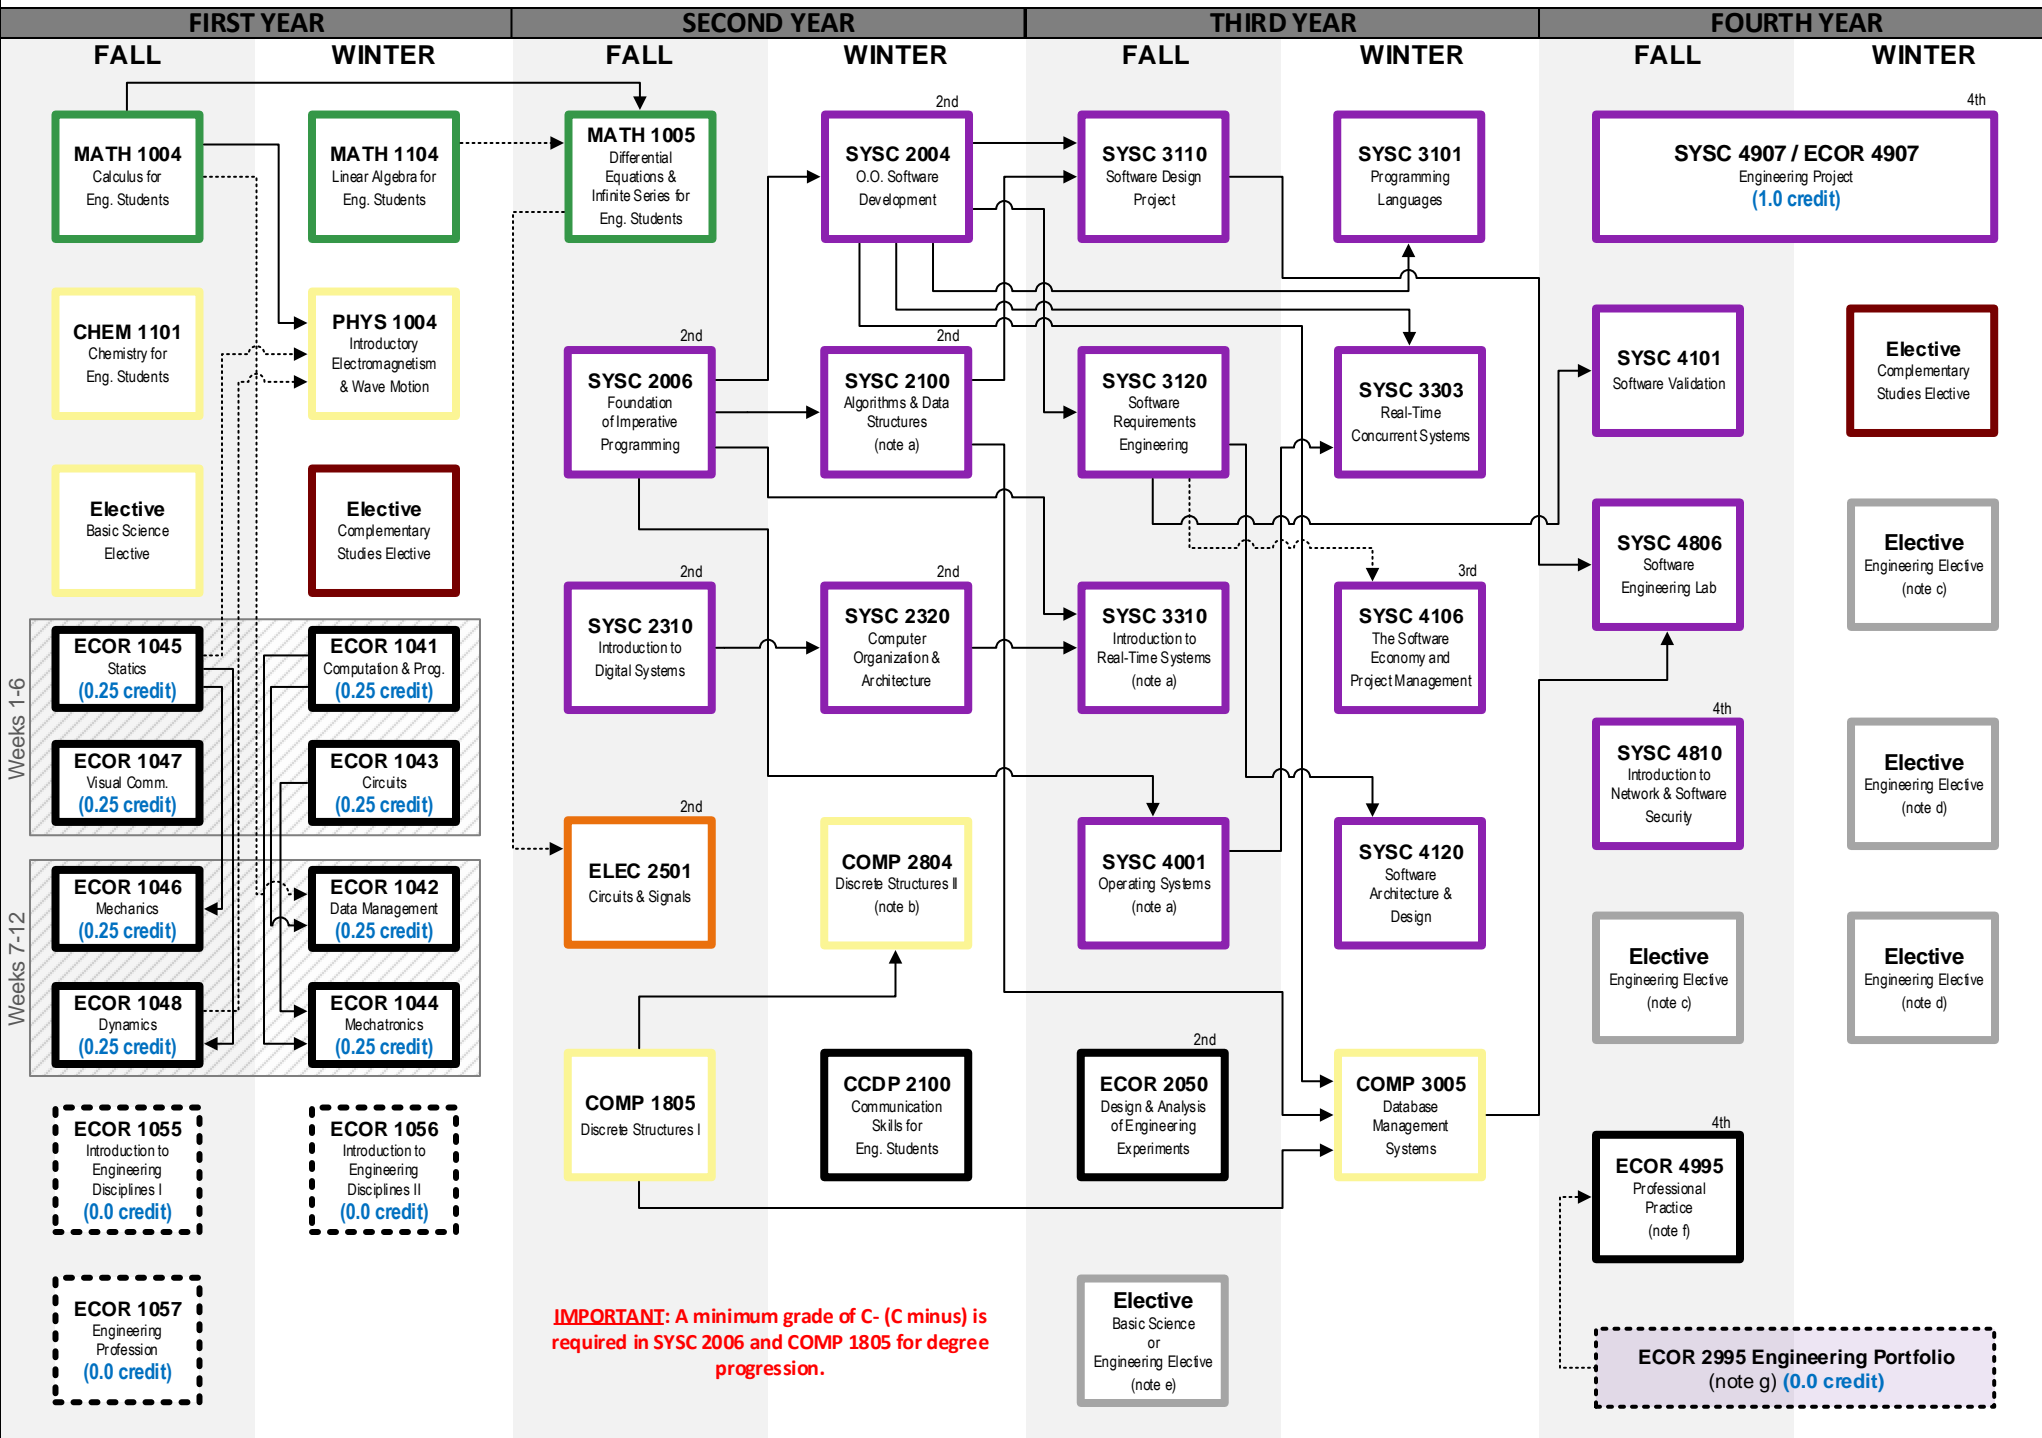 FIRST YEAR
SECOND YEAR
THIRD YEAR
FOURTH YEAR
FALL
WINTER
FALL
WINTER
FALL
WINTER
FALL
WINTER
MATH 1004
Calculus for
Eng. Students
MATH 1104
Linear Algebra for
Eng. Students
MATH 1005
Differential
Equations &
Infinite Series for
Eng. Students
2nd
SYSC 2004
O.O. Software
Development
SYSC 3110
Software Design
Project
SYSC 3101
Programming
Languages
4th
SYSC 4907 / ECOR 4907
Engineering Project
(1.0 credit)
CHEM 1101
Chemistry for
Eng. Students
PHYS 1004
Introductory
Electromagnetism
& Wave Motion
2nd
SYSC 2006
Foundation
of Imperative
Programming
2nd
SYSC 2100
Algorithms & Data
Structures
(note a)
SYSC 3120
Software
Requirements
Engineering
SYSC 3303
Real-Time
Concurrent Systems
SYSC 4101
Software Validation
Elective
Complementary
Studies Elective
Elective
Basic Science
Elective
Elective
Complementary
Studies Elective
SYSC 4806
Software
Engineering Lab
Elective
Engineering Elective
(note c)
Weeks 1-6
ECOR 1045
Statics
(0.25 credit)
ECOR 1041
Computation & Prog.
(0.25 credit)
2nd
SYSC 2310
Introduction to
Digital Systems
2nd
SYSC 2320
Computer
Organization &
Architecture
SYSC 3310
Introduction to
Real-Time Systems
(note a)
3rd
SYSC 4106
The Software
Economy and
Project Management
ECOR 1047
Visual Comm.
(0.25 credit)
ECOR 1043
Circuits
(0.25 credit)
4th
SYSC 4810
Introduction to
Network & Software
Security
Elective
Engineering Elective
(note d)
Weeks 7-12
ECOR 1046
Mechanics
(0.25 credit)
ECOR 1042
Data Management
(0.25 credit)
2nd
ELEC 2501
Circuits & Signals
COMP 2804
Discrete Structures II
(note b)
SYSC 4001
Operating Systems
(note a)
SYSC 4120
Software
Architecture &
Design
Elective
Engineering Elective
(note c)
Elective
Engineering Elective
(note d)
ECOR 1048
Dynamics
(0.25 credit)
ECOR 1044
Mechatronics
(0.25 credit)
COMP 1805
Discrete Structures I
CCDP 2100
Communication
Skills for
Eng. Students
2nd
ECOR 2050
Design & Analysis
of Engineering
Experiments
COMP 3005
Database
Management
Systems
ECOR 1055
Introduction to
Engineering
Disciplines I
(0.0 credit)
ECOR 1056
Introduction to
Engineering
Disciplines II
(0.0 credit)
4th
ECOR 4995
Professional
Practice
(note f)
ECOR 1057
Engineering
Profession
(0.0 credit)
IMPORTANT: A minimum grade of C- (C minus) is
required in SYSC 2006 and COMP 1805 for degree
progression.
Elective
Basic Science
or
Engineering Elective
(note e)
ECOR 2995 Engineering Portfolio
(note g) (0.0 credit)